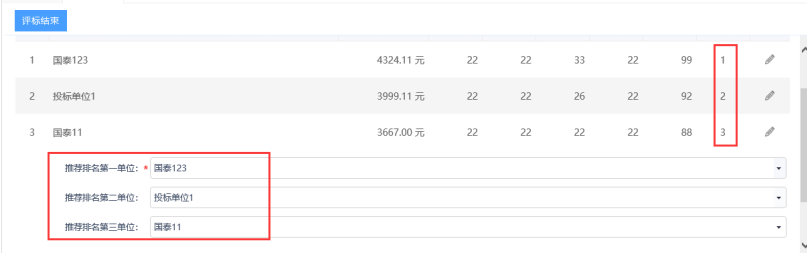 评标结束
1 国泰123 4324.11 元 22 22 33 22 99 1
2 投标单位1 3999.11 元 22 22 26 22 92 2
3 国泰11 3667.00 元 22 22 22 22 88 3
推荐排名第一单位: * 国泰123
推荐排名第二单位: 投标单位1
推荐排名第三单位: 国泰11